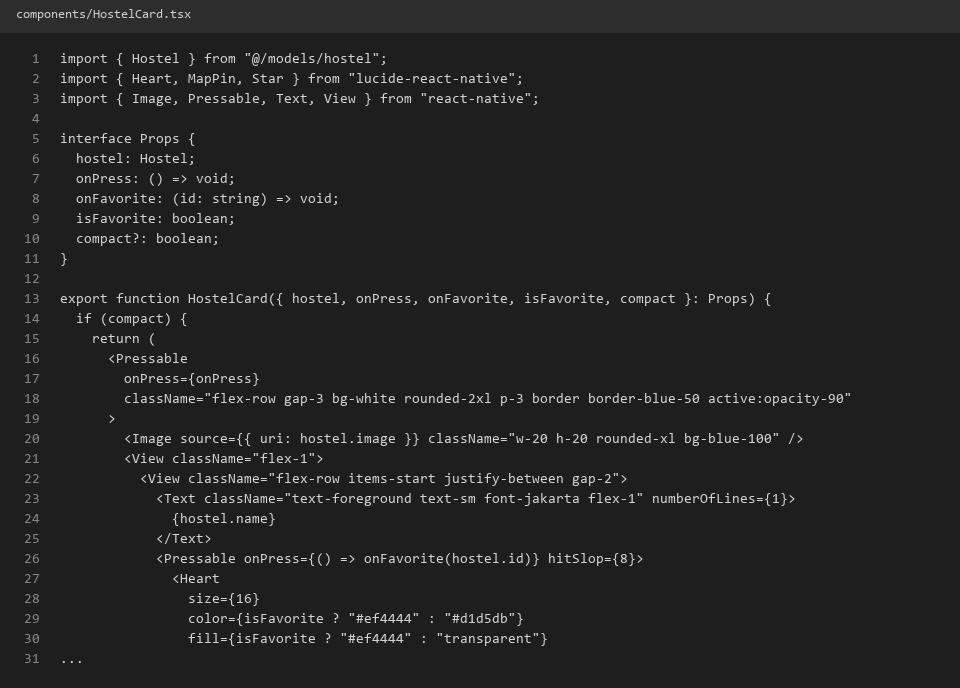 components/HostelCard.tsx
1 import { Hostel } from "@/models/hostel";
2 import { Heart, MapPin, Star } from "lucide-react-native";
3 import { Image, Pressable, Text, View } from "react-native";
4
5 interface Props {
6   hostel: Hostel;
7   onPress: () => void;
8   onFavorite: (id: string) => void;
9   isFavorite: boolean;
10   compact?: boolean;
11 }
12
13 export function HostelCard({ hostel, onPress, onFavorite, isFavorite, compact }: Props) {
14   if (compact) {
15     return (
16       <Pressable
17         onPress={onPress}
18         className="flex-row gap-3 bg-white rounded-2xl p-3 border border-blue-50 active:opacity-90"
19       >
20         <Image source={{ uri: hostel.image }} className="w-20 h-20 rounded-xl bg-blue-100" />
21         <View className="flex-1">
22           <View className="flex-row items-start justify-between gap-2">
23             <Text className="text-foreground text-sm font-jakarta flex-1" numberOfLines={1}>
24               {hostel.name}
25             </Text>
26             <Pressable onPress={() => onFavorite(hostel.id)} hitSlop={8}>
27               <Heart
28                 size={16}
29                 color={isFavorite ? "#ef4444" : "#d1d5db"}
30                 fill={isFavorite ? "#ef4444" : "transparent"}
31 ...